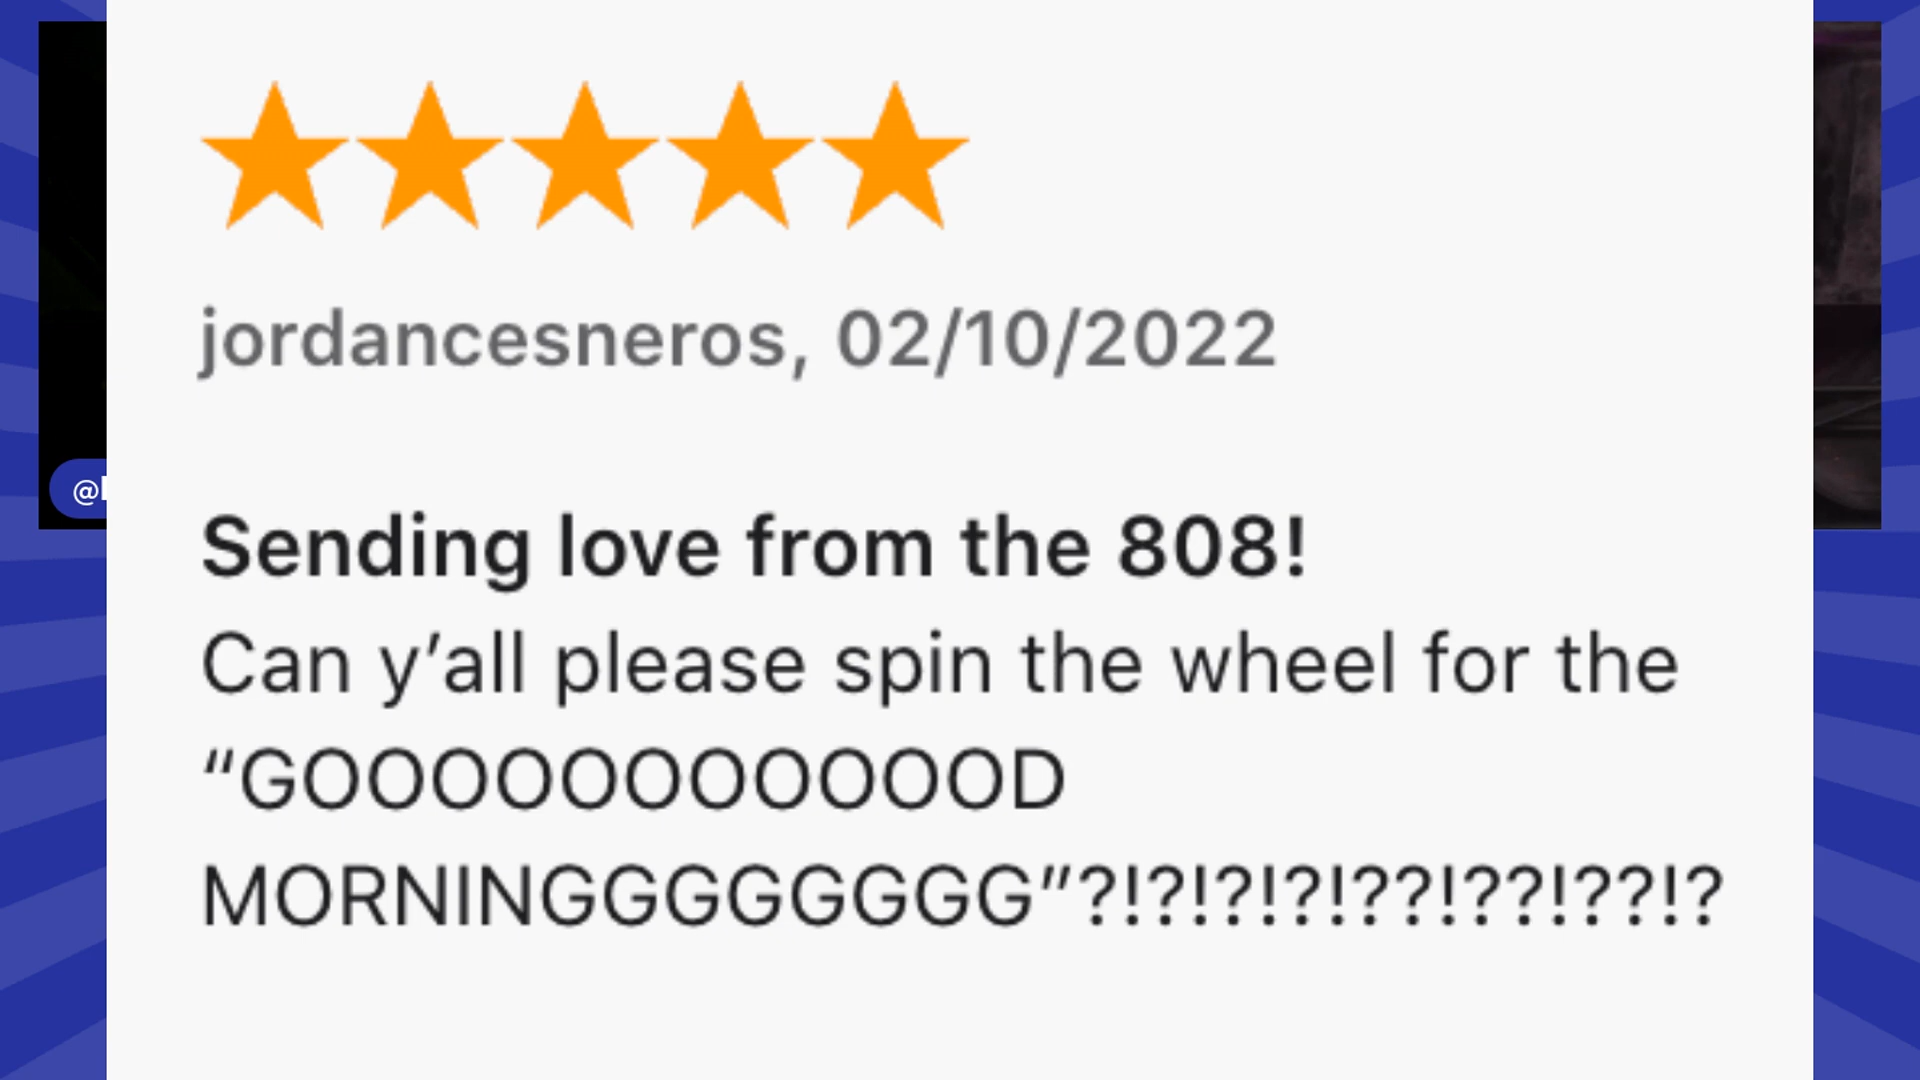 jordancesneros, 02/10/2022
Sending love from the 808!
Can y’all please spin the wheel for the
“GOOOOOOOOOOOD
MORNINGGGGGGGG”?!?!?!?!??!??!??!?
@